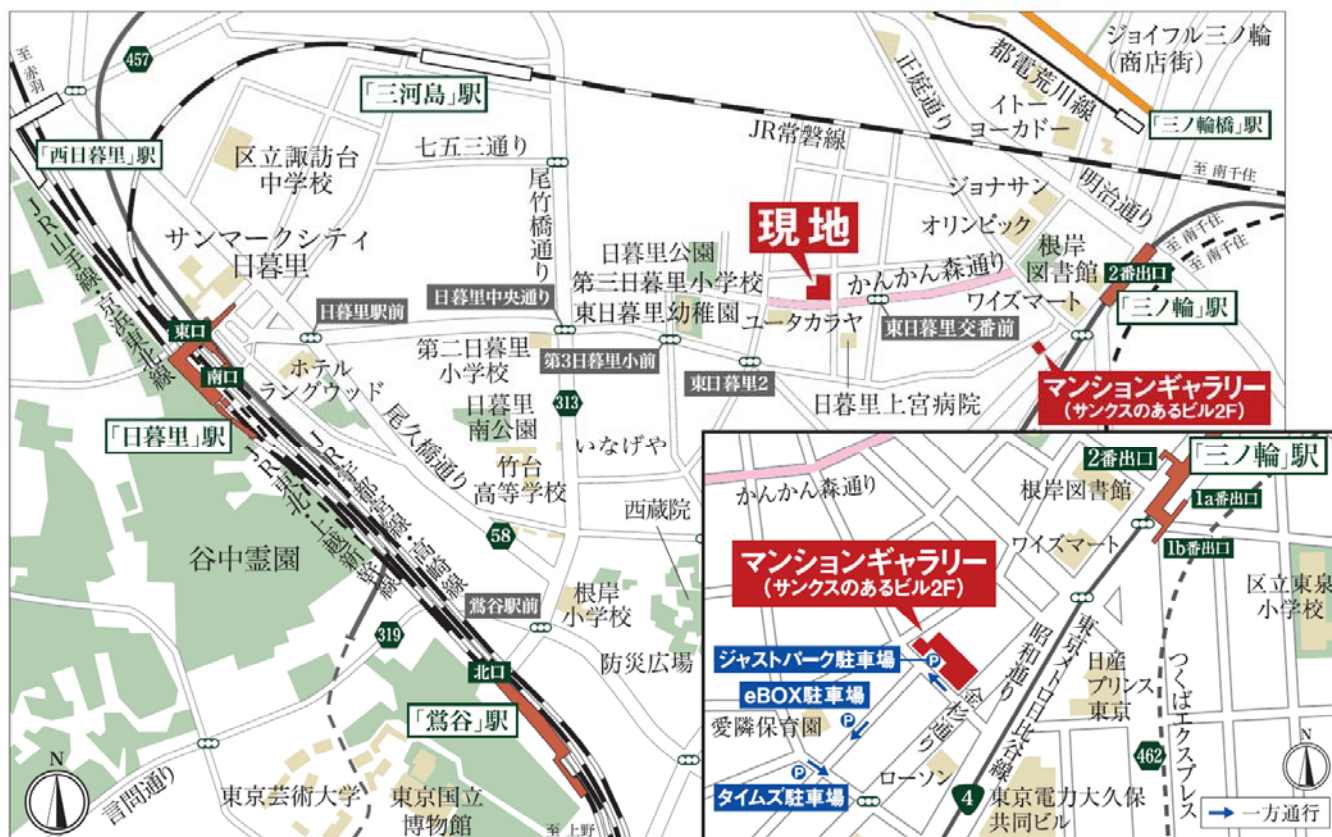 至 赤羽
457
「三河島」駅
「西日暮里」駅
区立諏訪台
中学校
七五三通り
尾竹橋通り
JR常磐線
正庭通り
都電荒川線
ジョイフル三ノ輪
(商店街)
イトー
ヨーカドー
「三ノ輪橋」駅
至 南千住
明治通り
ジョナサン
オリンピック
根岸
図書館
至 南千住
至 南千住
2番出口
「三ノ輪」駅
ワイズマート
現地
かんかん森通り
日暮里公園
第三日暮里小学校
東日暮里幼稚園
ユータカラヤ
東日暮里交番前
サンマークシティ
日暮里
JR山手線・京浜東北線
東口
南口
「日暮里」駅
日暮里駅前
日暮里中央通り
第3日暮里小前
東日暮里2
ホテル
ラングウッド
第二日暮里
小学校
313
日暮里
南公園
尾久橋通り
いなげや
竹台
高等学校
西蔵院
58
日暮里上宮病院
マンションギャラリー
(サンクスのあるビル2F)
JR宇都宮線・高崎線
JR東北・上越新幹線
谷中霊園
319
鶯谷駅前
根岸
小学校
防災広場
北口
「鶯谷」駅
言問通り
東京芸術大学
東京国立
博物館
至 上野
N
かんかん森通り
2番出口
「三ノ輪」駅
根岸図書館
1a番出口
1b番出口
ワイズマート
区立東泉
小学校
マンションギャラリー
(サンクスのあるビル2F)
ジャストパーク駐車場
P
eBOX駐車場
P
愛隣保育園
P
タイムズ駐車場
金杉通り
昭和通り
東京メトロ日比谷線
日産
プリンス
東京
つくばエクスプレス
462
ローソン
4
東京電力大久保
共同ビル
N
一方通行